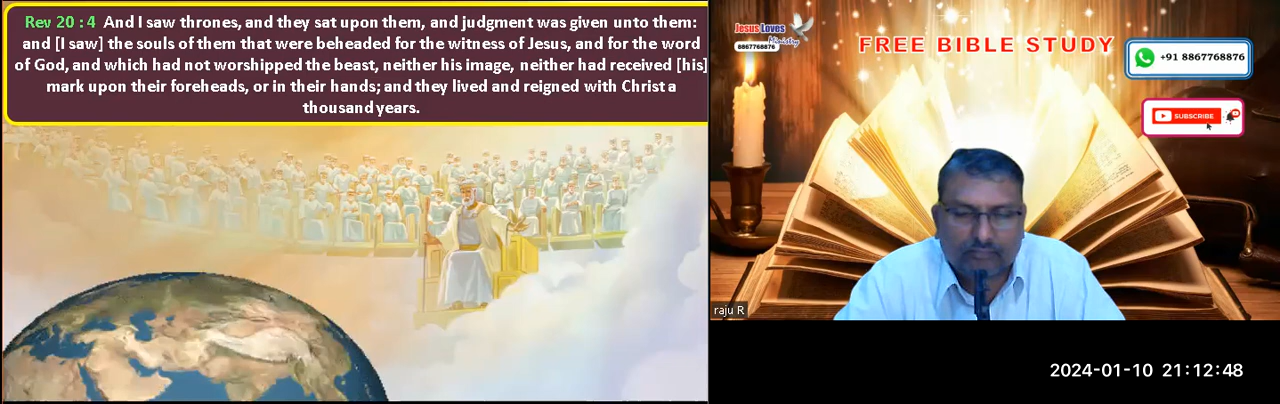 Rev 20 : 4 And I saw thrones, and they sat upon them, and judgment was given unto them:
and [I saw] the souls of them that were beheaded for the witness of Jesus, and for the word
of God, and which had not worshipped the beast, neither his image, neither had received [his]
mark upon their foreheads, or in their hands; and they lived and reigned with Christ a
thousand years.
Jesus Loves
Ministry
8867768876
FREE BIBLE STUDY
+91 8867768876
SUBSCRIBE
raju R
2024-01-10 21:12:48